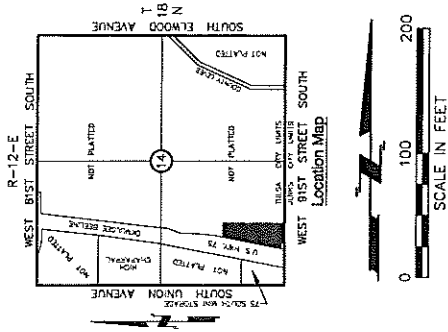 R-12-E
WEST 81ST STREET SOUTH
SOUTH ELWOOD AVENUE
T
18
N
NOT PLATTED
COUNTY LEVEE
NOT PLATTED
NOT PLATTED
14
OKMULGEE BEELINE
U.S. HWY. 75
NOT PLATTED
HIGH CHAPARRAL
NOT PLATTED
75 SOUTH MINI STORAGE
SOUTH UNION AVENUE
TULSA CITY LIMITS
JENKS CITY LIMITS
WEST 91ST STREET SOUTH
Location Map
0
100
200
SCALE IN FEET